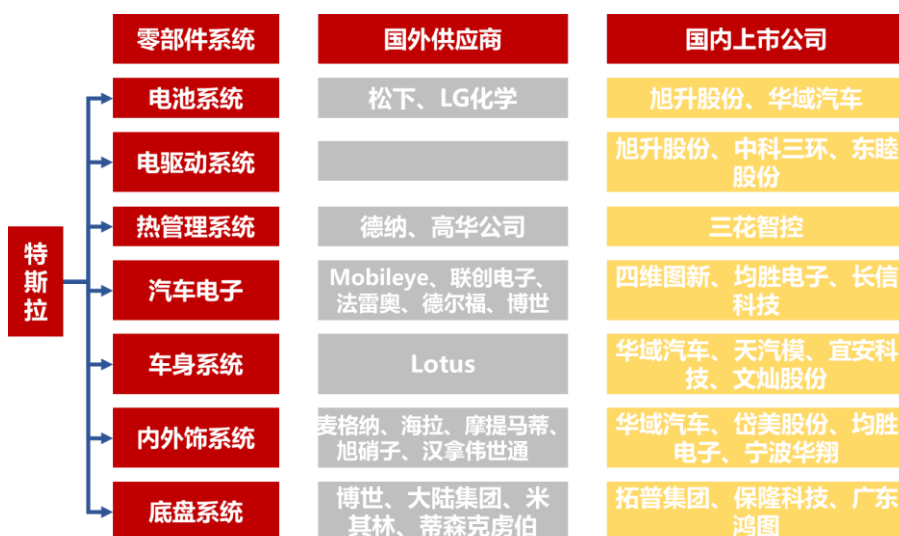 零部件系统
国外供应商
国内上市公司
特
斯
拉
电池系统
松下、LG化学
旭升股份、华域汽车
电驱动系统
旭升股份、中科三环、东睦
股份
热管理系统
德纳、高华公司
三花智控
汽车电子
Mobileye、联创电子、
法雷奥、德尔福、博世
四维图新、均胜电子、长信
科技
车身系统
Lotus
华域汽车、天汽模、宜安科
技、文灿股份
内外饰系统
麦格纳、海拉、摩提马蒂、
旭硝子、汉拿伟世通
华域汽车、岱美股份、均胜
电子、宁波华翔
底盘系统
博世、大陆集团、米
其林、蒂森克虏伯
拓普集团、保隆科技、广东
鸿图